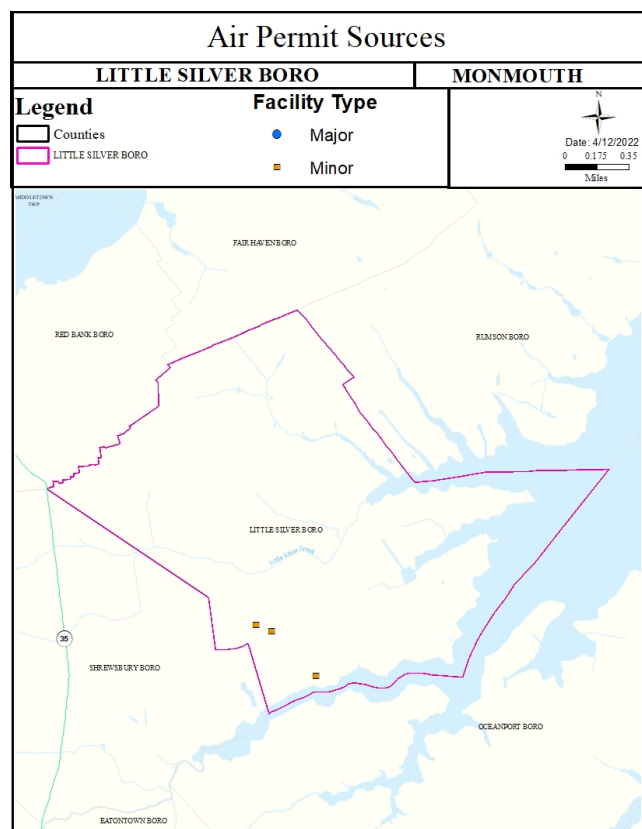 Air Permit Sources
LITTLE SILVER BORO
MONMOUTH
Legend
Counties
LITTLE SILVER BORO
Facility Type
Major
Minor
N
Date: 4/12/2022
0 0.175 0.35
Miles
MIDDLETOWN
TWP
FAIR HAVEN BORO
RED BANK BORO
RUMSON BORO
LITTLE SILVER BORO
Little Silver Creek
35
SHREWSBURY BORO
OCEANPORT BORO
EATONTOWN BORO